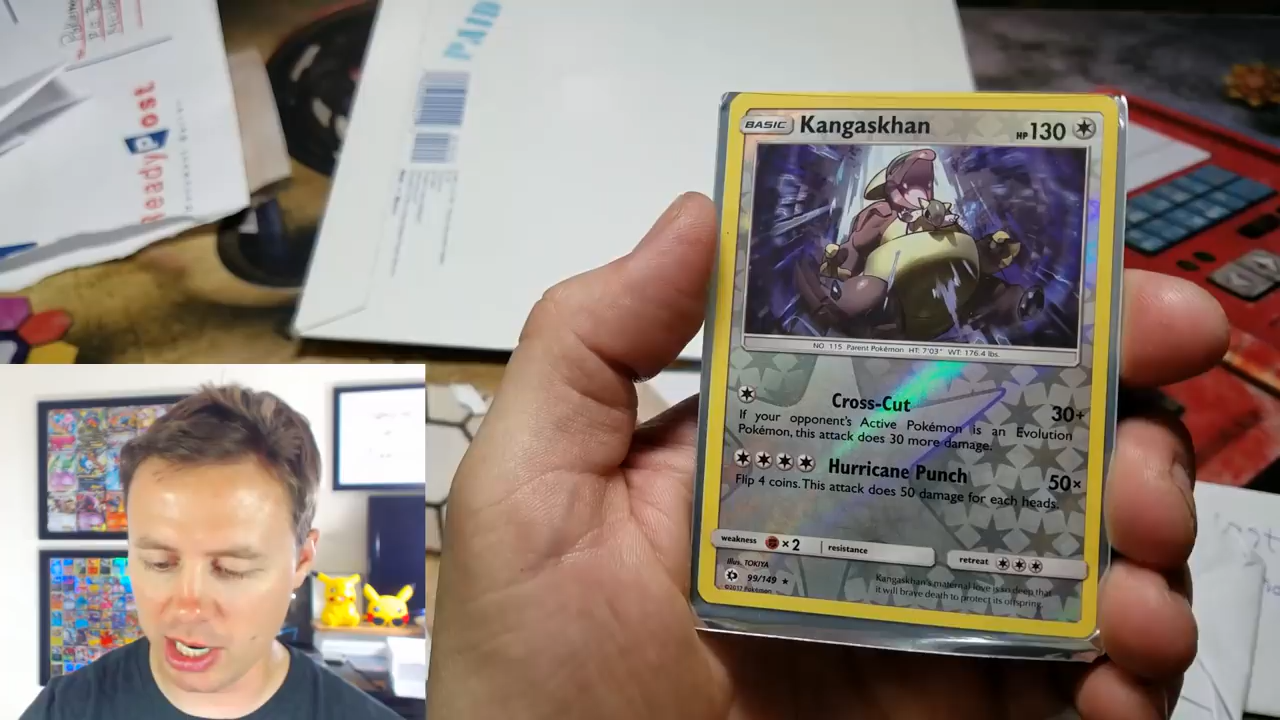 PAID
ReadyPost
BASIC Kangaskhan HP 130
NO 115 Parent Pokémon HT: 7'03" WT: 176.4 lbs.
Cross-Cut 30+
If your opponent's Active Pokémon is an Evolution
Pokémon, this attack does 30 more damage.
Hurricane Punch 50×
Flip 4 coins. This attack does 50 damage for each heads.
weakness ×2 resistance retreat
Illus. TOKIYA
99/149 ★
©2017 Pokémon
Kangaskhan's maternal love is so deep that
it will brave death to protect its offspring.